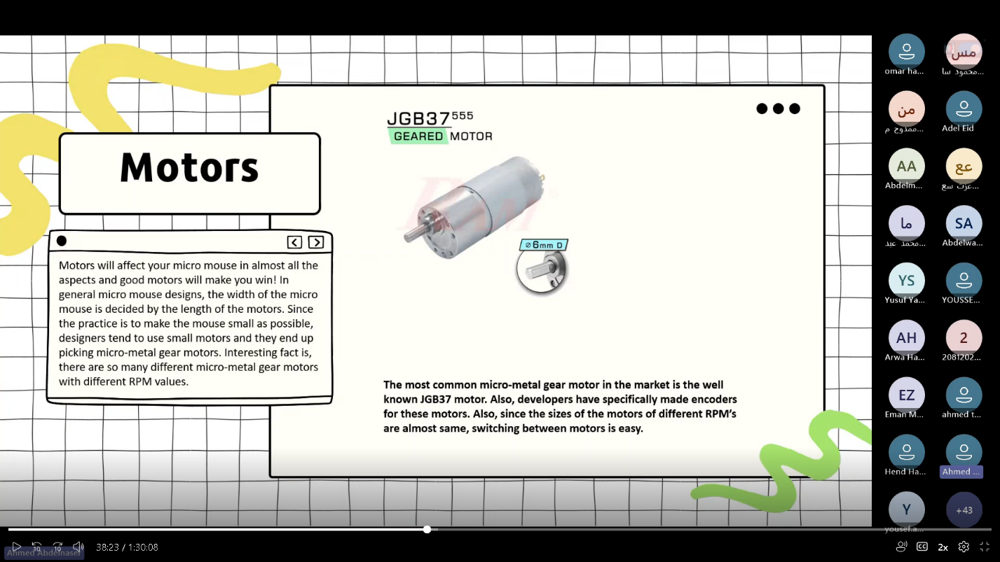 JGB37 555
GEARED MOTOR
Motors
⌀6mm D
Motors will affect your micro mouse in almost all the
aspects and good motors will make you win! In
general micro mouse designs, the width of the micro
mouse is decided by the length of the motors. Since
the practice is to make the mouse small as possible,
designers tend to use small motors and they end up
picking micro-metal gear motors. Interesting fact is,
there are so many different micro-metal gear motors
with different RPM values.
The most common micro-metal gear motor in the market is the well
known JGB37 motor. Also, developers have specifically made encoders
for these motors. Also, since the sizes of the motors of different RPM's
are almost same, switching between motors is easy.
omar ha...
مس
محمود سا...
من
ممدوح م...
Adel Eid
AA
Abdelm...
عع
عزت سع...
ما
محمد عبد...
SA
Abdelwa...
YS
Yusuf Ya...
YOUSSE...
AH
Arwa Ha...
2
2081202...
EZ
Eman M...
ahmed t...
Hend Ha...
Ahmed ...
Y
yousef.a...
+43
10
10
38:23 / 1:30:08
Ahmed Abdelnaser
CC
2x